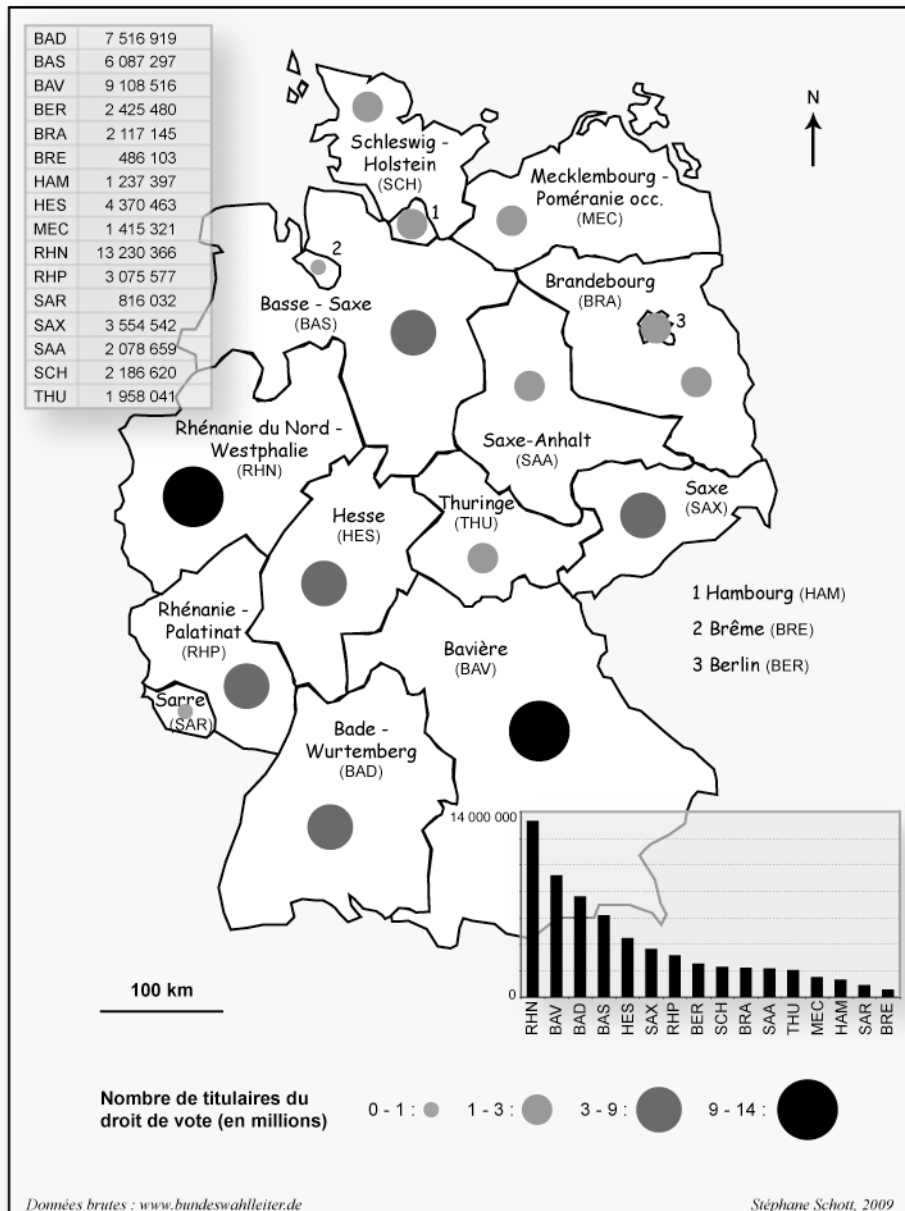 BAD 7 516 919
BAS 6 087 297
BAV 9 108 516
BER 2 425 480
BRA 2 117 145
BRE 486 103
HAM 1 237 397
HES 4 370 463
MEC 1 415 321
RHN 13 230 366
RHP 3 075 577
SAR 816 032
SAX 3 554 542
SAA 2 078 659
SCH 2 186 620
THU 1 958 041
N
Schleswig -
Holstein
(SCH)
Mecklembourg -
Poméranie occ.
(MEC)
1
2
Basse - Saxe
(BAS)
Brandebourg
(BRA)
3
Rhénanie du Nord -
Westphalie
(RHN)
Saxe-Anhalt
(SAA)
Hesse
(HES)
Thuringe
(THU)
Saxe
(SAX)
Rhénanie -
Palatinat
(RHP)
Sarre
(SAR)
Bavière
(BAV)
Bade -
Wurtemberg
(BAD)
1 Hambourg (HAM)
2 Brême (BRE)
3 Berlin (BER)
14 000 000
0
RHN BAV BAD BAS HES SAX RHP BER SCH BRA SAA THU MEC HAM SAR BRE
100 km
Nombre de titulaires du
droit de vote (en millions)
0 - 1 : 1 - 3 : 3 - 9 : 9 - 14 :
Données brutes : www.bundeswahlleiter.de
Stéphane Schott, 2009